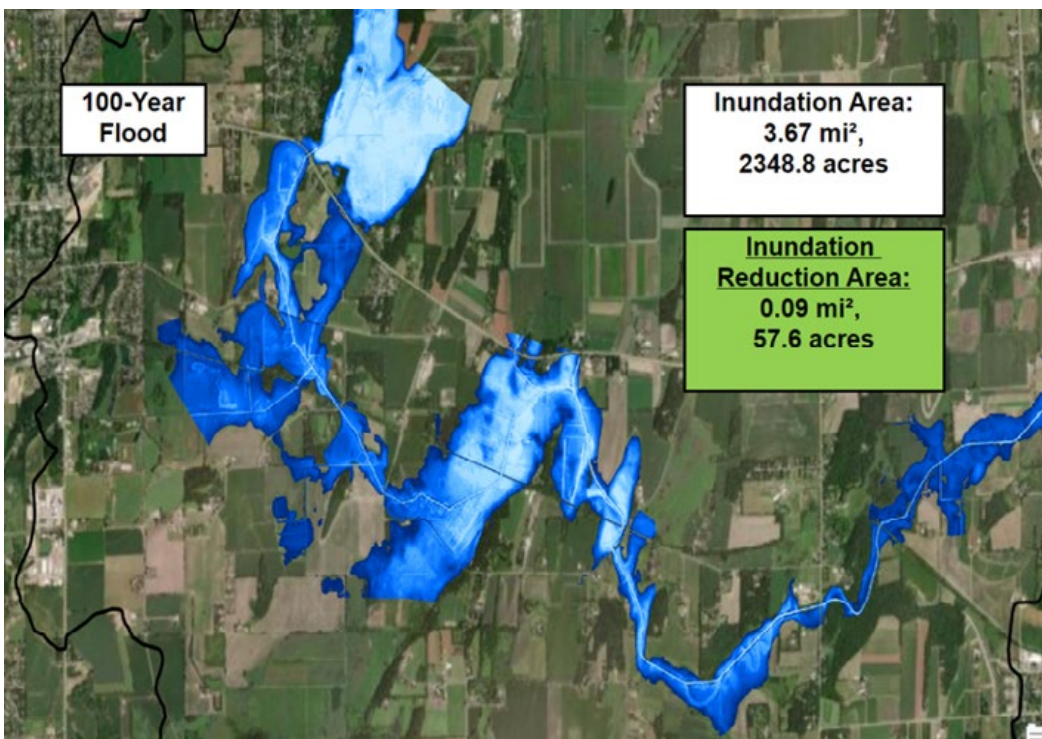 100-Year
Flood
Inundation Area:
3.67 mi²,
2348.8 acres
Inundation
Reduction Area:
0.09 mi²,
57.6 acres